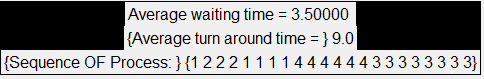 Average waiting time = 3.50000
{Average turn around time = } 9.0
{Sequence OF Process: } {1 2 2 2 1 1 1 1 4 4 4 4 4 4 3 3 3 3 3 3 3 3}